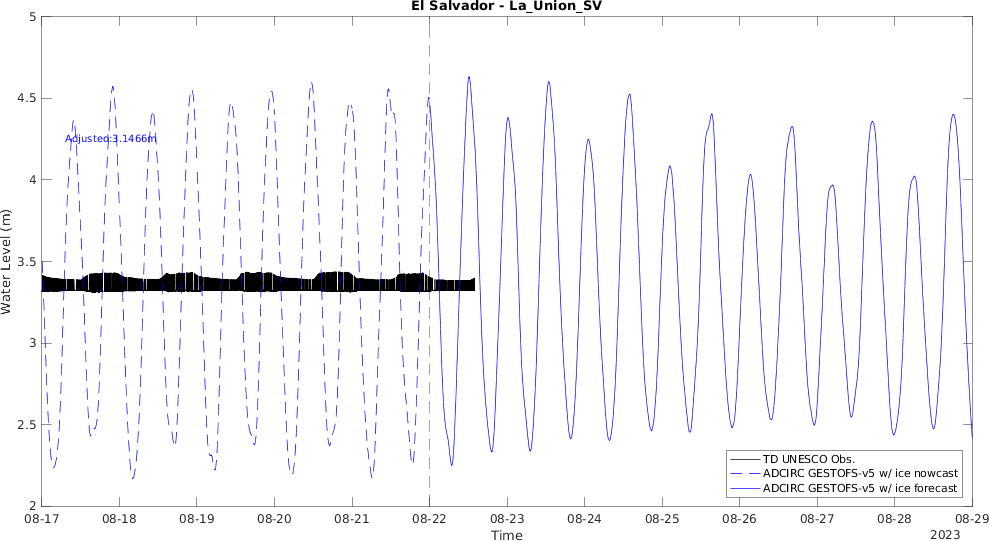 El Salvador - La_Union_SV
5
4.5
4
3.5
3
2.5
2
Water Level (m)
Adjusted:3.1466m
TD UNESCO Obs.
ADCIRC GESTOFS-v5 w/ ice nowcast
ADCIRC GESTOFS-v5 w/ ice forecast
08-17 08-18 08-19 08-20 08-21 08-22 08-23 08-24 08-25 08-26 08-27 08-28 08-29
Time
2023